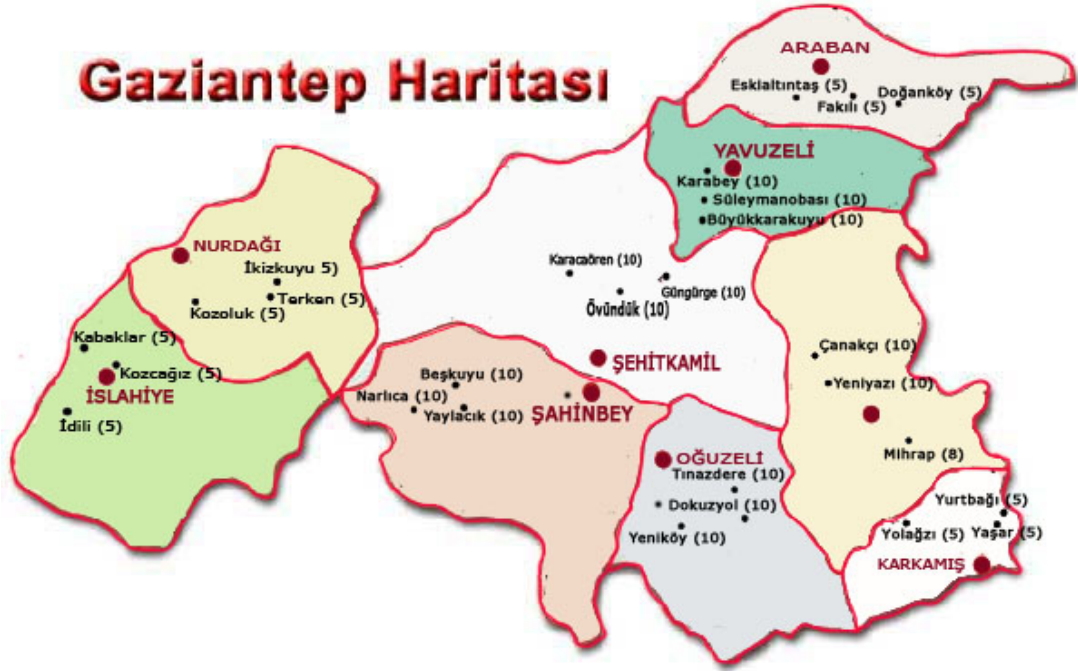 Gaziantep Haritası
ARABAN
Eskialtıntaş (5)
Fakılı (5)
Doğanköy (5)
YAVUZELİ
Karabey (10)
Süleymanobası (10)
Büyükkarakuyu (10)
NURDAĞI
İkizkuyu 5)
Terken (5)
Kozoluk (5)
Karacaören (10)
Güngürge (10)
Övündük (10)
ŞEHİTKAMİL
Kabaklar (5)
Kozcağız (5)
İSLAHİYE
İdili (5)
Beşkuyu (10)
Narlıca (10)
Yaylacık (10)
ŞAHİNBEY
Çanakçı (10)
Yeniyazı (10)
Mihrap (8)
OĞUZELİ
Tınazdere (10)
Dokuzyol (10)
Yeniköy (10)
Yurtbağı (5)
Yolağzı (5)
Yaşar (5)
KARKAMIŞ